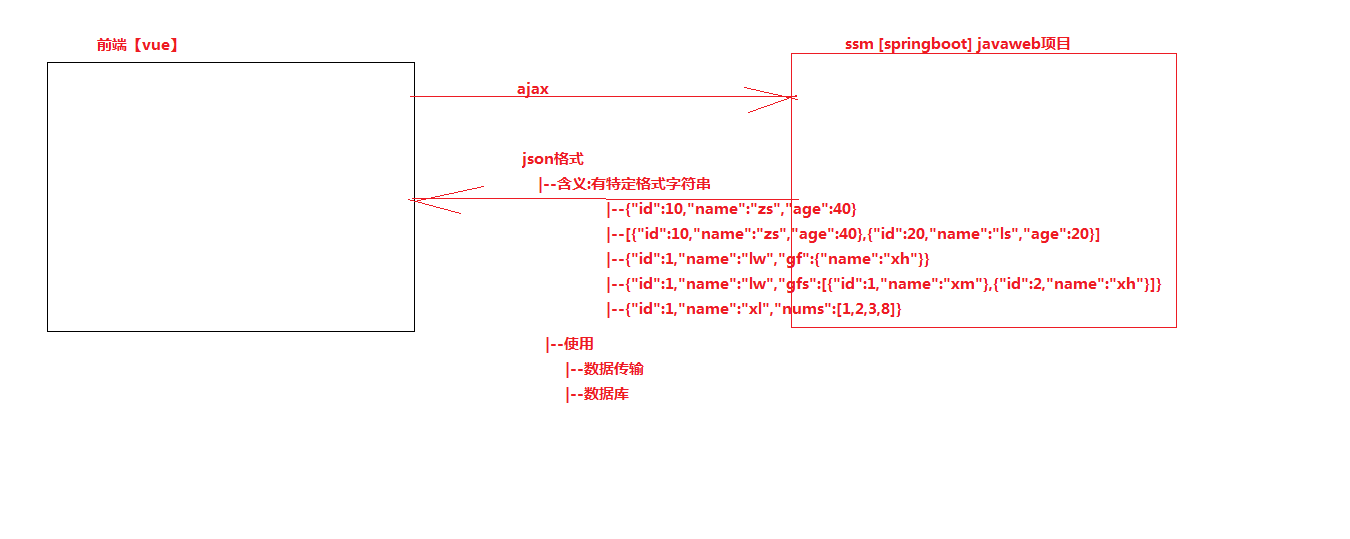 前端【vue】
ssm [springboot] javaweb项目
ajax
json格式
|--含义:有特定格式字符串
|--{"id":10,"name":"zs","age":40}
|--[{"id":10,"name":"zs","age":40},{"id":20,"name":"ls","age":20}]
|--{"id":1,"name":"lw","gf":{"name":"xh"}}
|--{"id":1,"name":"lw","gfs":[{"id":1,"name":"xm"},{"id":2,"name":"xh"}]}
|--{"id":1,"name":"xl","nums":[1,2,3,8]}
|--使用
|--数据传输
|--数据库